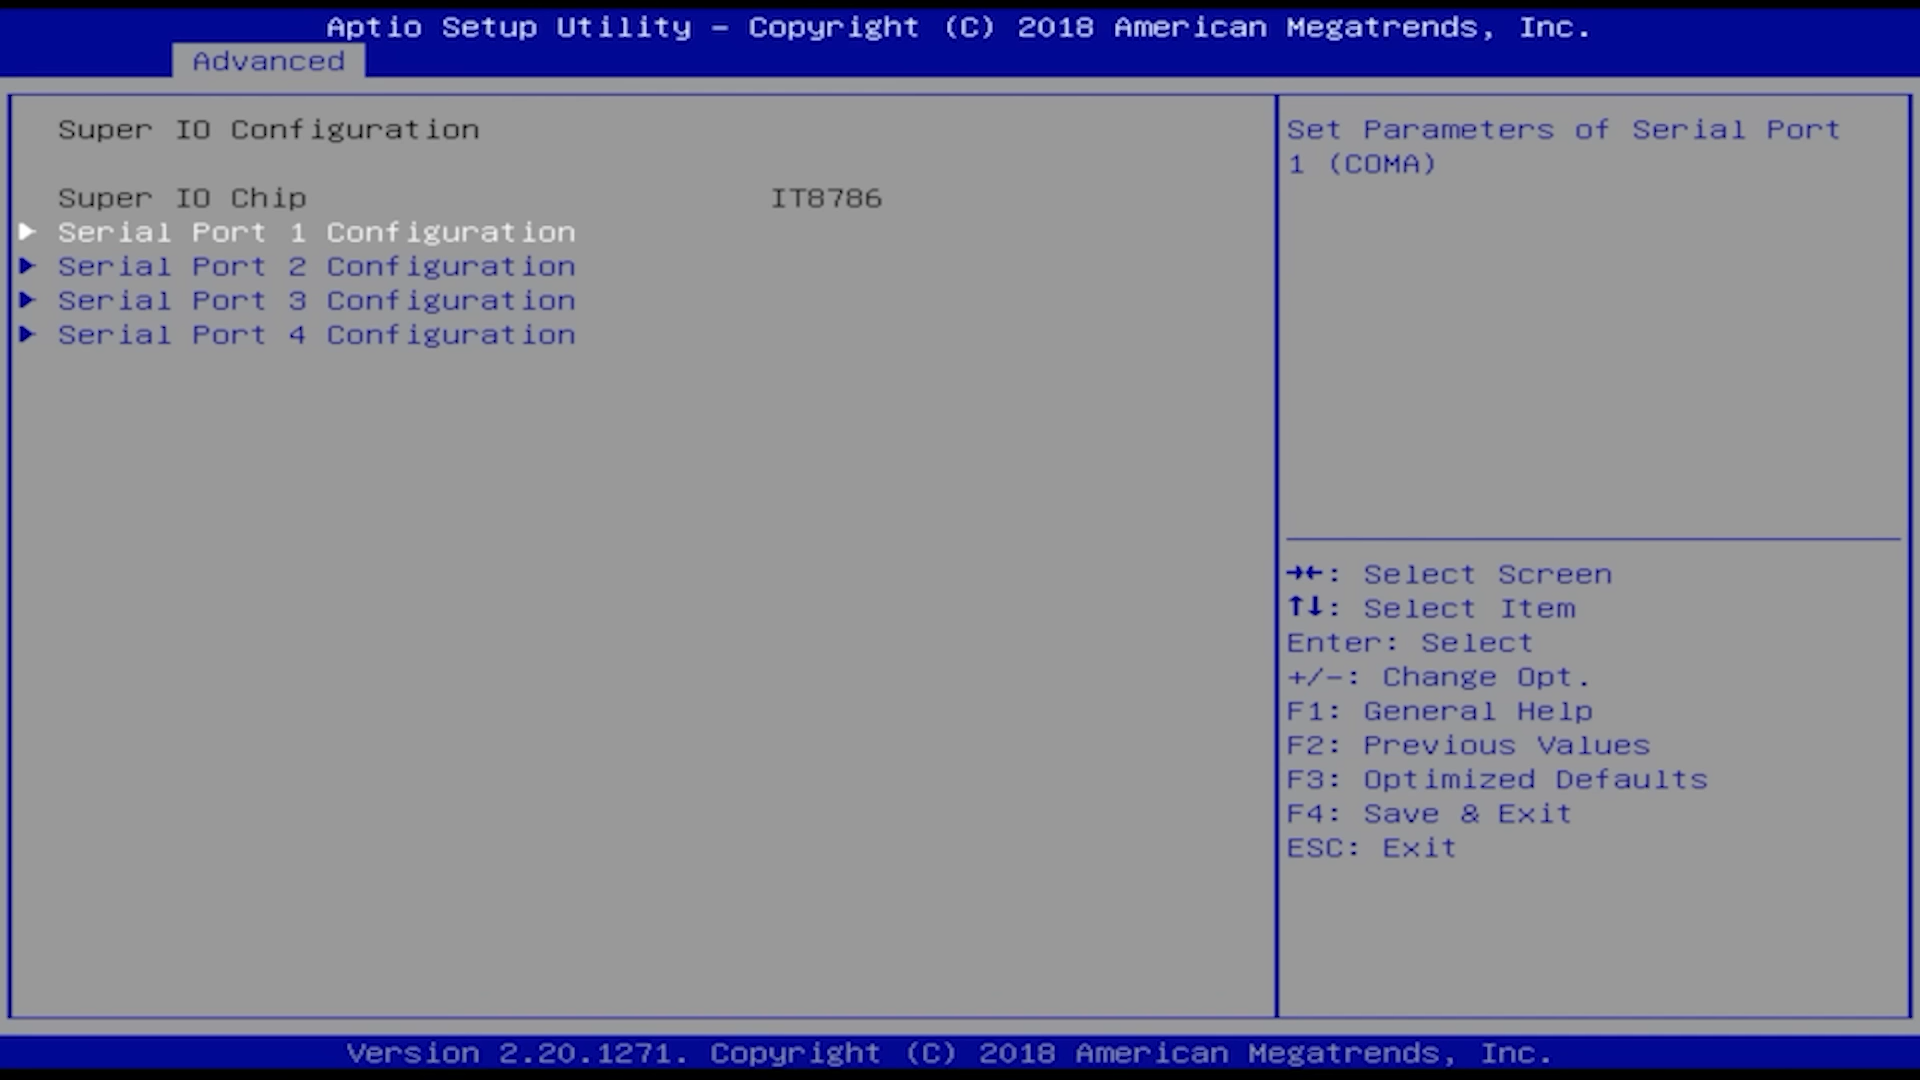 Aptio Setup Utility – Copyright (C) 2018 American Megatrends, Inc.
Advanced
Super IO Configuration
Super IO Chip IT8786
▶ Serial Port 1 Configuration
▶ Serial Port 2 Configuration
▶ Serial Port 3 Configuration
▶ Serial Port 4 Configuration
Set Parameters of Serial Port
1 (COMA)
→←: Select Screen
↑↓: Select Item
Enter: Select
+/–: Change Opt.
F1: General Help
F2: Previous Values
F3: Optimized Defaults
F4: Save & Exit
ESC: Exit
Version 2.20.1271. Copyright (C) 2018 American Megatrends, Inc.